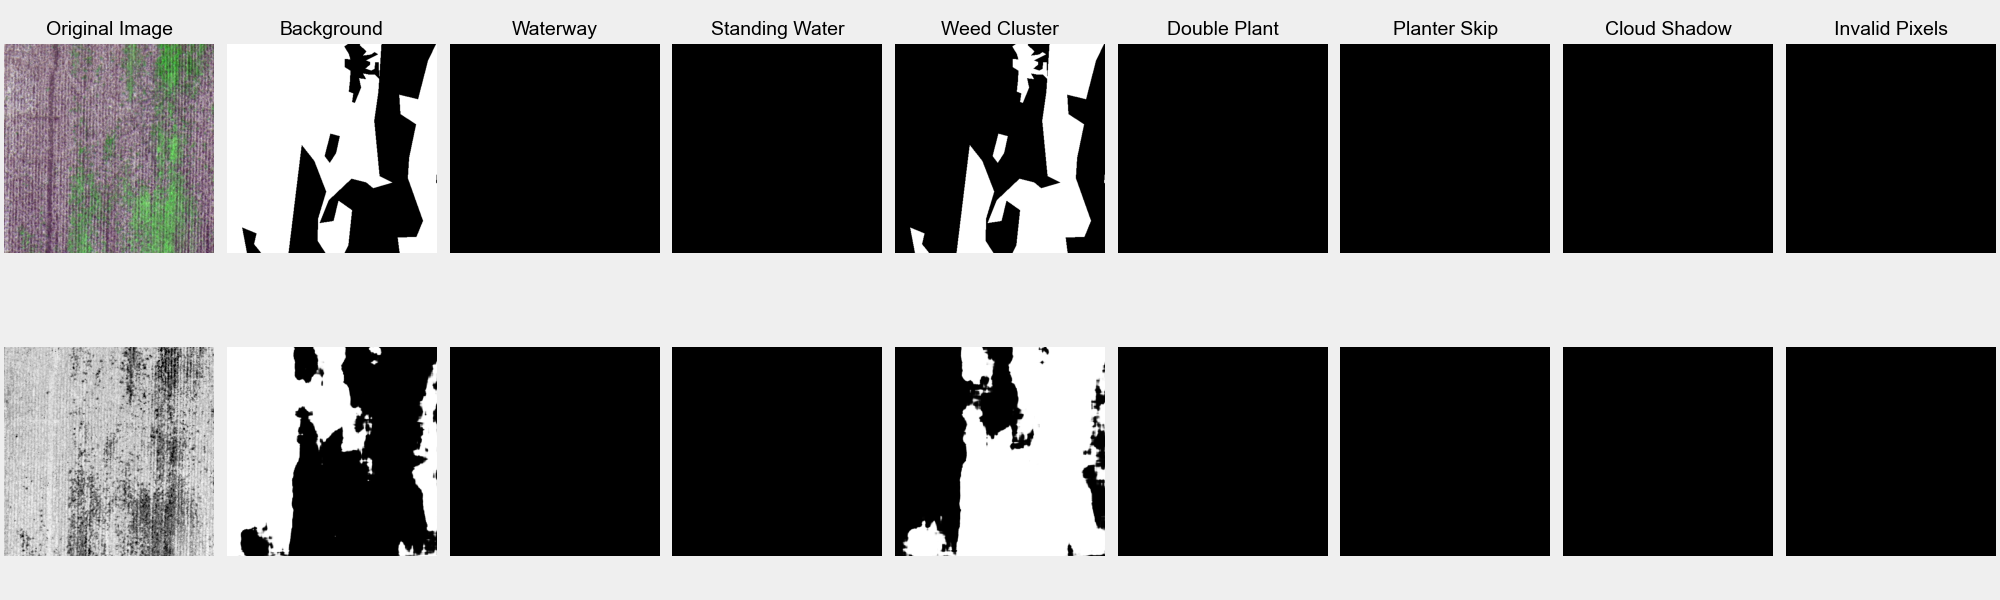 Original Image
Background
Waterway
Standing Water
Weed Cluster
Double Plant
Planter Skip
Cloud Shadow
Invalid Pixels